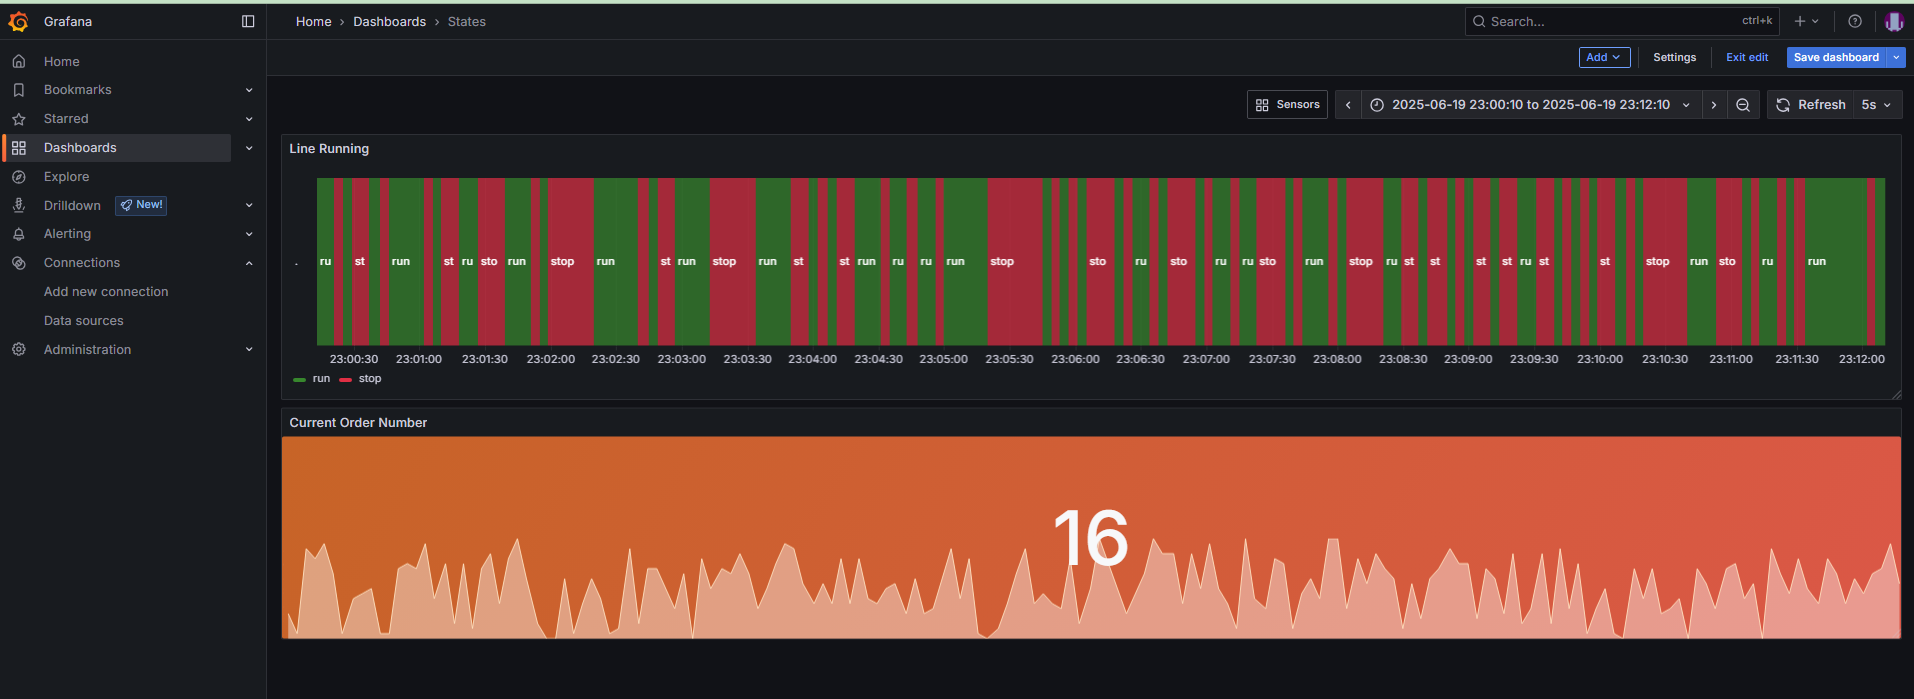 Grafana
Home › Dashboards › States
Search...
ctrl+k
Add
Settings
Exit edit
Save dashboard
Home
Bookmarks
Starred
Dashboards
Explore
Drilldown
New!
Alerting
Connections
Add new connection
Data sources
Administration
Sensors
2025-06-19 23:00:10 to 2025-06-19 23:12:10
Refresh
5s
Line Running
. ru st run st ru sto run stop run st run stop run st st run ru ru run stop sto ru sto ru ru sto run stop ru st st st st ru st st stop run sto ru run
23:00:30 23:01:00 23:01:30 23:02:00 23:02:30 23:03:00 23:03:30 23:04:00 23:04:30 23:05:00 23:05:30 23:06:00 23:06:30 23:07:00 23:07:30 23:08:00 23:08:30 23:09:00 23:09:30 23:10:00 23:10:30 23:11:00 23:11:30 23:12:00
run stop
Current Order Number
16